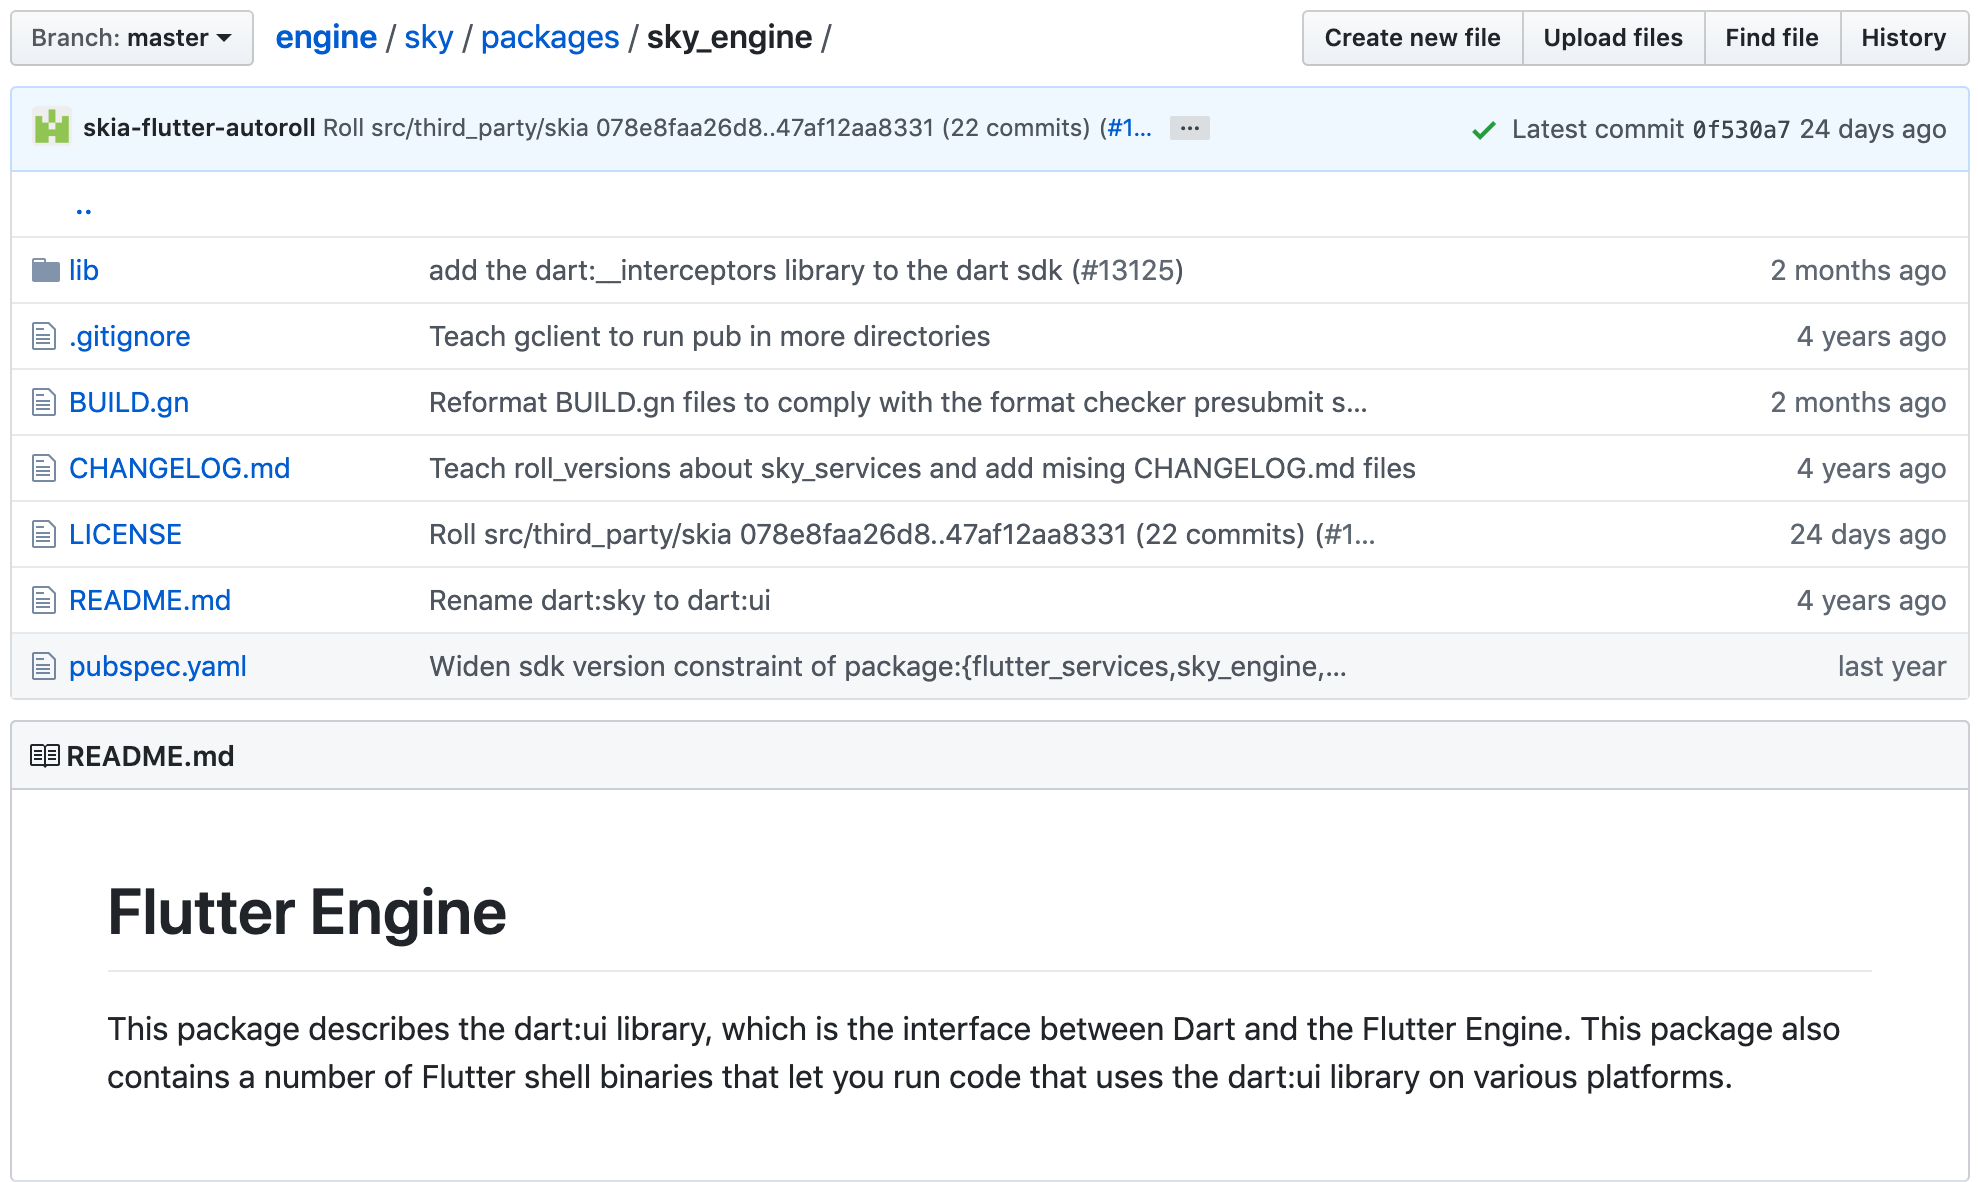 Branch: master engine / sky / packages / sky_engine / Create new file Upload files Find file History
skia-flutter-autoroll Roll src/third_party/skia 078e8faa26d8..47af12aa8331 (22 commits) (#1... ... Latest commit 0f530a7 24 days ago
..
lib add the dart:__interceptors library to the dart sdk (#13125) 2 months ago
.gitignore Teach gclient to run pub in more directories 4 years ago
BUILD.gn Reformat BUILD.gn files to comply with the format checker presubmit s... 2 months ago
CHANGELOG.md Teach roll_versions about sky_services and add mising CHANGELOG.md files 4 years ago
LICENSE Roll src/third_party/skia 078e8faa26d8..47af12aa8331 (22 commits) (#1... 24 days ago
README.md Rename dart:sky to dart:ui 4 years ago
pubspec.yaml Widen sdk version constraint of package:{flutter_services,sky_engine,... last year
README.md
Flutter Engine
This package describes the dart:ui library, which is the interface between Dart and the Flutter Engine. This package also
contains a number of Flutter shell binaries that let you run code that uses the dart:ui library on various platforms.